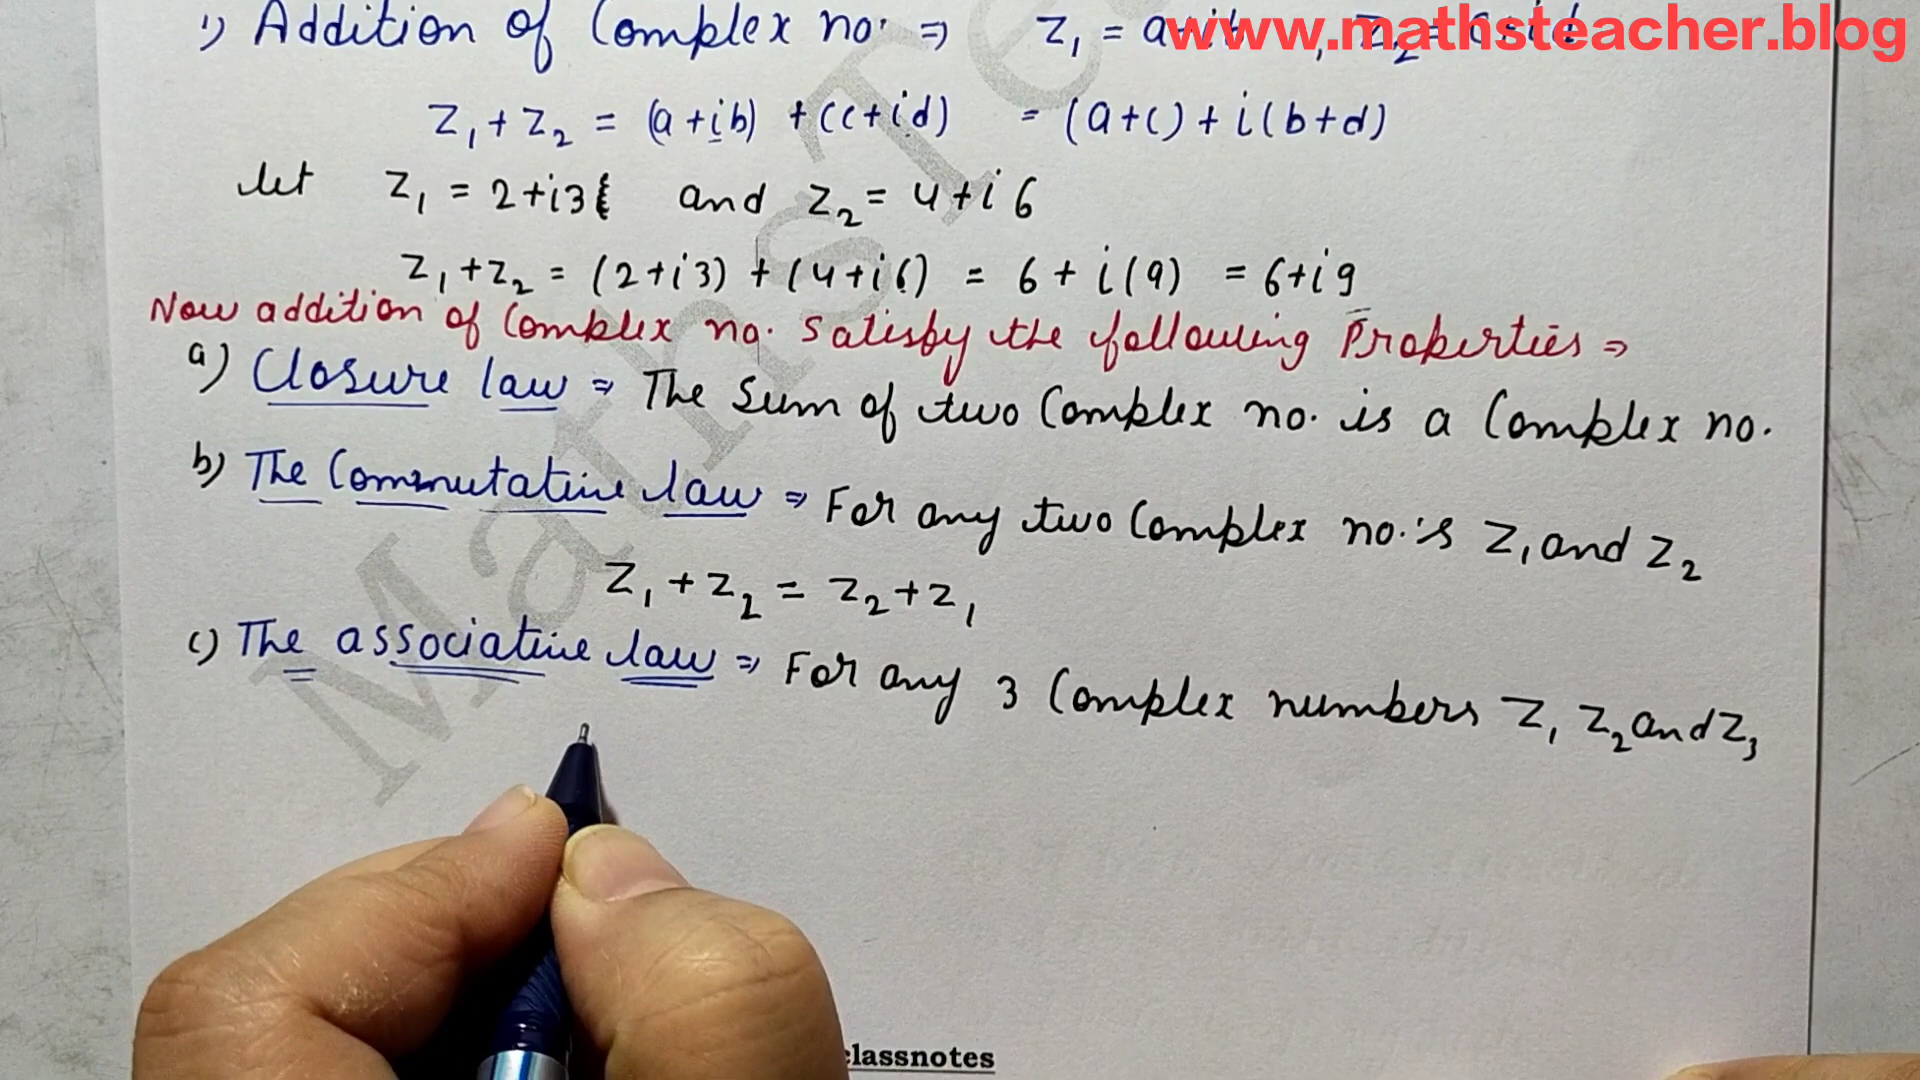 1) Addition of Complex no. ⇒ Z₁ = a+ib, Z₂ = c+id
www.mathsteacher.blog
Z₁ + Z₂ = (a+ib) + (c+id) = (a+c) + i(b+d)
Let Z₁ = 2+i3 and Z₂ = 4+i6
Z₁+Z₂ = (2+i3) + (4+i6) = 6 + i(9) = 6+i9
Now addition of Complex no. Satisfy the following Properties ⇒
a) Closure law ⇒ The Sum of two Complex no. is a Complex no.
b) The Commutative law ⇒ For any two Complex no.'s Z₁ and Z₂
Z₁ + Z₂ = Z₂ + Z₁
c) The associative law ⇒ For any 3 Complex numbers Z₁ Z₂ and Z₃
classnotes